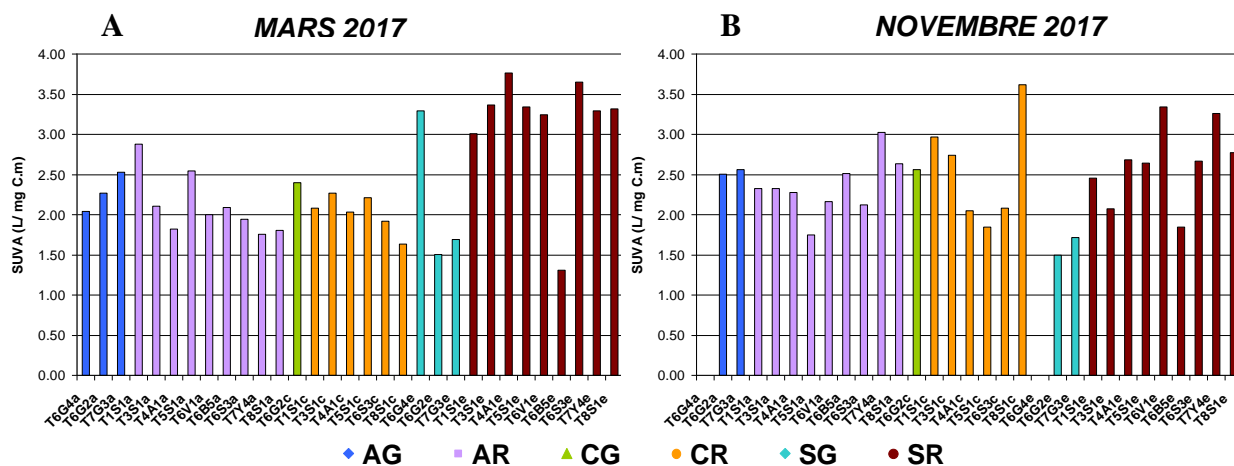 A
MARS 2017
SUVA (L/ mg C.m)
4.00
3.50
3.00
2.50
2.00
1.50
1.00
0.50
0.00
T6G4a
T6G2a
T7G3a
T1S1a
T3S1a
T4A1a
T5S1a
T6V1a
T6B5a
T6S3a
T7Y4a
T8S1a
T6G2c
T1S1c
T3S1c
T4A1c
T5S1c
T6S3c
T8S1c
T6G4e
T6G2e
T7G3e
T1S1e
T3S1e
T4A1e
T5S1e
T6V1e
T6B5e
T6S3e
T7Y4e
T8S1e
B
NOVEMBRE 2017
SUVA (L/ mg C.m)
4.00
3.50
3.00
2.50
2.00
1.50
1.00
0.50
0.00
T6G4a
T6G2a
T7G3a
T1S1a
T3S1a
T4A1a
T5S1a
T6V1a
T6B5a
T6S3a
T7Y4a
T8S1a
T6G2c
T1S1c
T3S1c
T4A1c
T5S1c
T6S3c
T8S1c
T6G4e
T6G2e
T7G3e
T1S1e
T3S1e
T4A1e
T5S1e
T6V1e
T6B5e
T6S3e
T7Y4e
T8S1e
AG AR CG CR SG SR